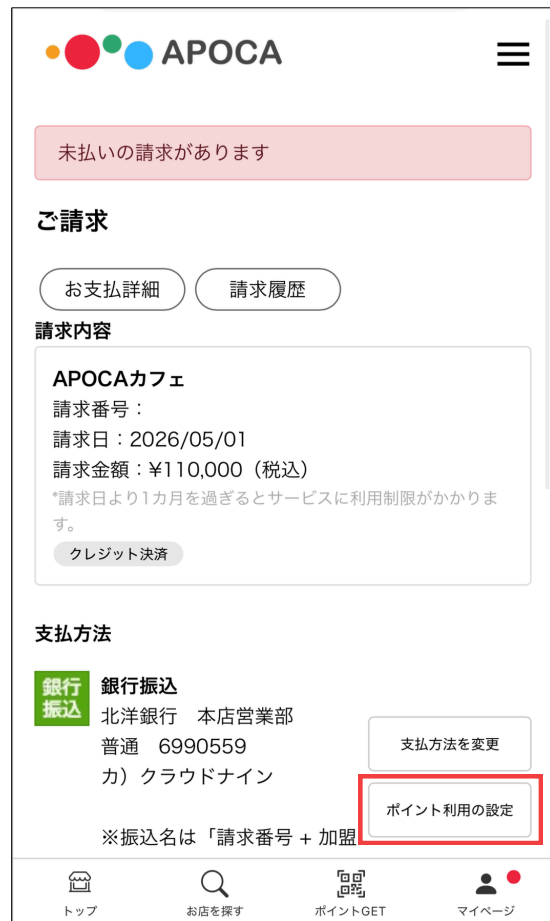 APOCA
未払いの請求があります
ご請求
お支払詳細
請求履歴
請求内容
APOCAカフェ
請求番号：
請求日：2026/05/01
請求金額：¥110,000（税込）
*請求日より1カ月を過ぎるとサービスに利用制限がかかりま
す。
クレジット決済
支払方法
銀行
振込
銀行振込
北洋銀行　本店営業部
普通　6990559
カ）クラウドナイン
※振込名は「請求番号 + 加盟
支払方法を変更
ポイント利用の設定
トップ
お店を探す
ポイントGET
マイページ